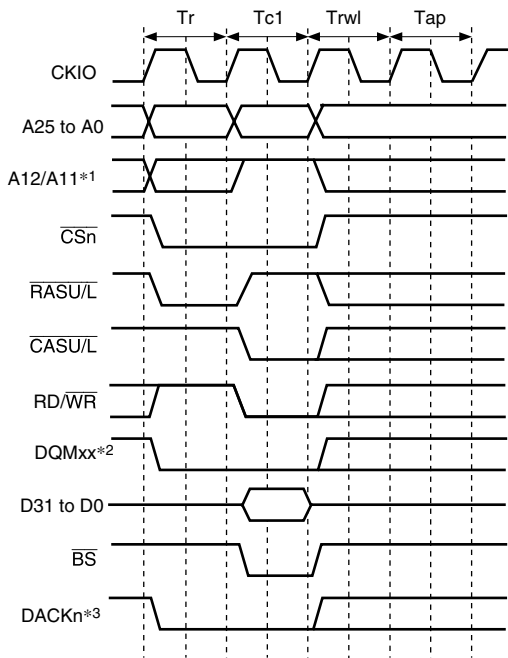 Tr Tc1 Trwl Tap
CKIO
A25 to A0
A12/A11*1
CSn
RASU/L
CASU/L
RD/WR
DQMxx*2
D31 to D0
BS
DACKn*3